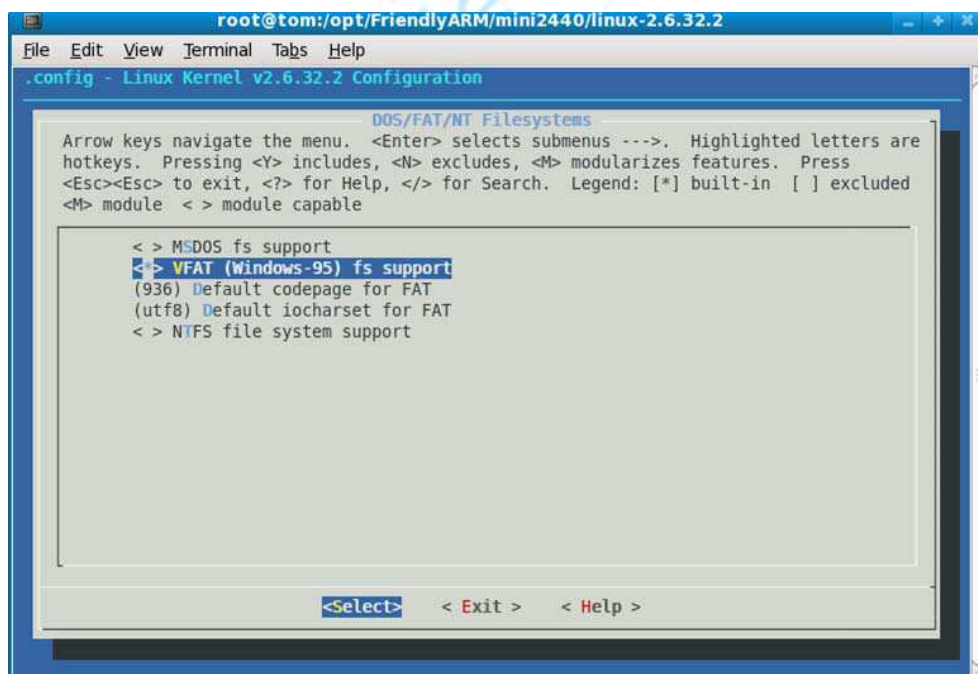 root@tom:/opt/FriendlyARM/mini2440/linux-2.6.32.2
File Edit View Terminal Tabs Help
.config - Linux Kernel v2.6.32.2 Configuration
DOS/FAT/NT Filesystems
Arrow keys navigate the menu. <Enter> selects submenus --->. Highlighted letters are
hotkeys. Pressing <Y> includes, <N> excludes, <M> modularizes features. Press
<Esc><Esc> to exit, <?> for Help, </> for Search. Legend: [*] built-in [ ] excluded
<M> module < > module capable
< > MSDOS fs support
<*> VFAT (Windows-95) fs support
(936) Default codepage for FAT
(utf8) Default iocharset for FAT
< > NTFS file system support
<Select> < Exit > < Help >